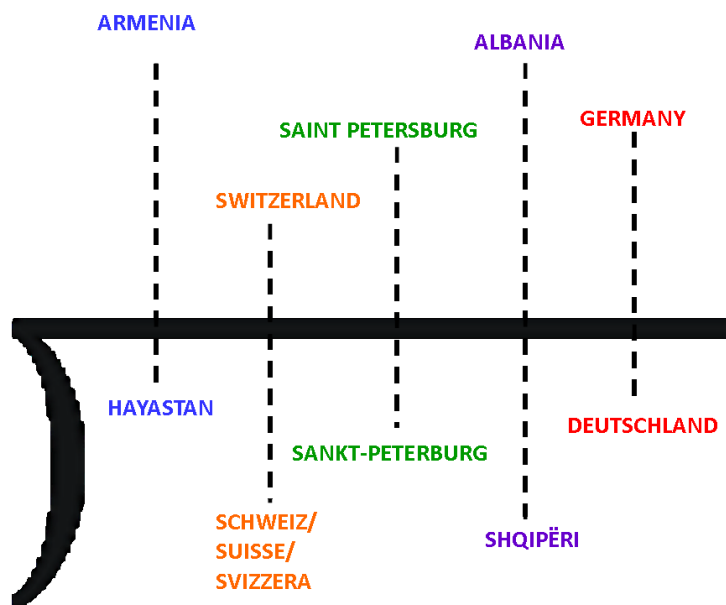 ARMENIA
ALBANIA
GERMANY
SAINT PETERSBURG
SWITZERLAND
HAYASTAN
DEUTSCHLAND
SANKT-PETERBURG
SCHWEIZ/
SUISSE/
SVIZZERA
SHQIPËRI